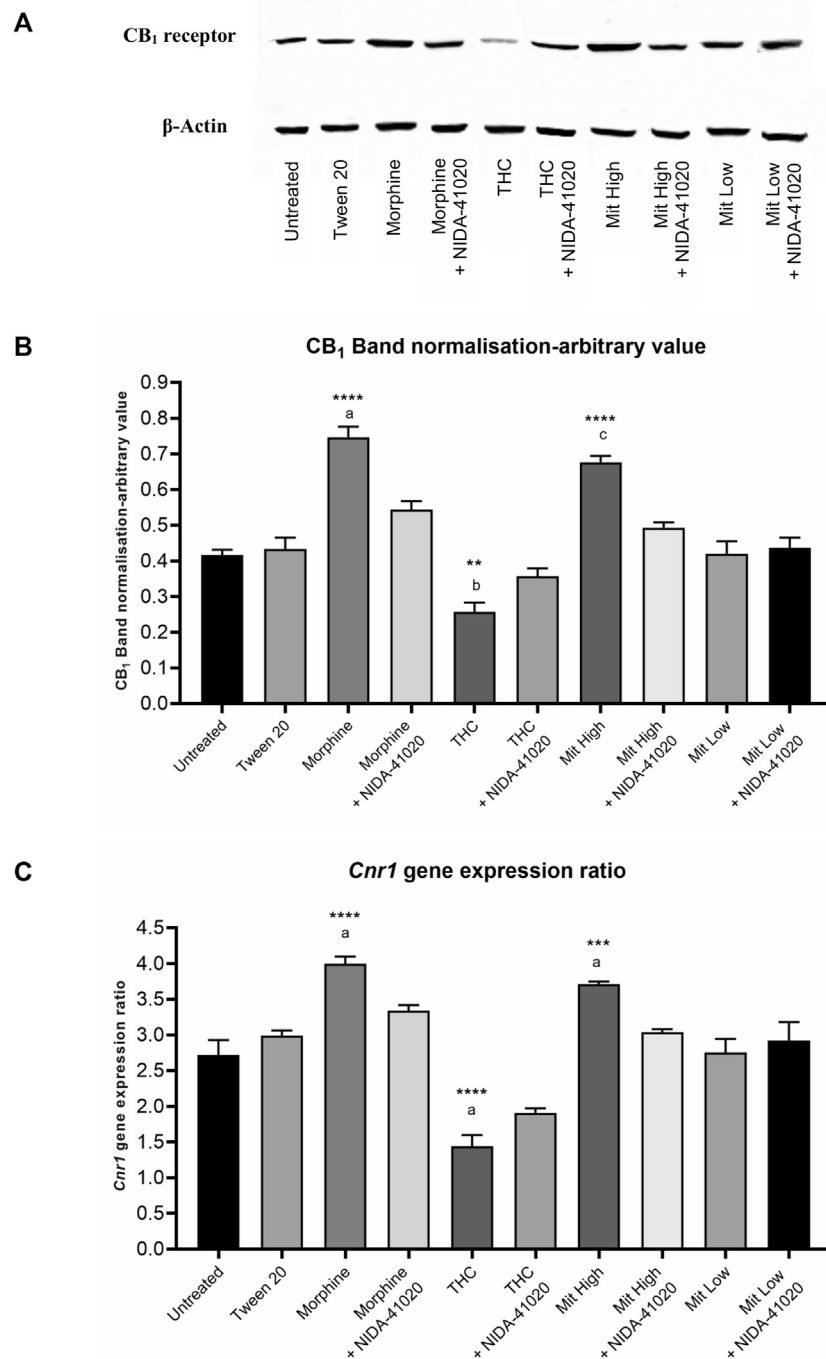 A
CB₁ receptor
β-Actin
Untreated
Tween 20
Morphine
Morphine
+ NIDA-41020
THC
THC
+ NIDA-41020
Mit High
Mit High
+ NIDA-41020
Mit Low
Mit Low
+ NIDA-41020
B
CB₁ Band normalisation-arbitrary value
CB₁ Band normalisation-arbitrary value
0.9
0.8
0.7
0.6
0.5
0.4
0.3
0.2
0.1
0.0
****
a
**
b
****
c
Untreated
Tween 20
Morphine
Morphine
+ NIDA-41020
THC
THC
+ NIDA-41020
Mit High
Mit High
+ NIDA-41020
Mit Low
Mit Low
+ NIDA-41020
C
Cnr1 gene expression ratio
Cnr1 gene expression ratio
4.5
4.0
3.5
3.0
2.5
2.0
1.5
1.0
0.5
0.0
****
a
****
a
***
a
Untreated
Tween 20
Morphine
Morphine
+ NIDA-41020
THC
THC
+ NIDA-41020
Mit High
Mit High
+ NIDA-41020
Mit Low
Mit Low
+ NIDA-41020